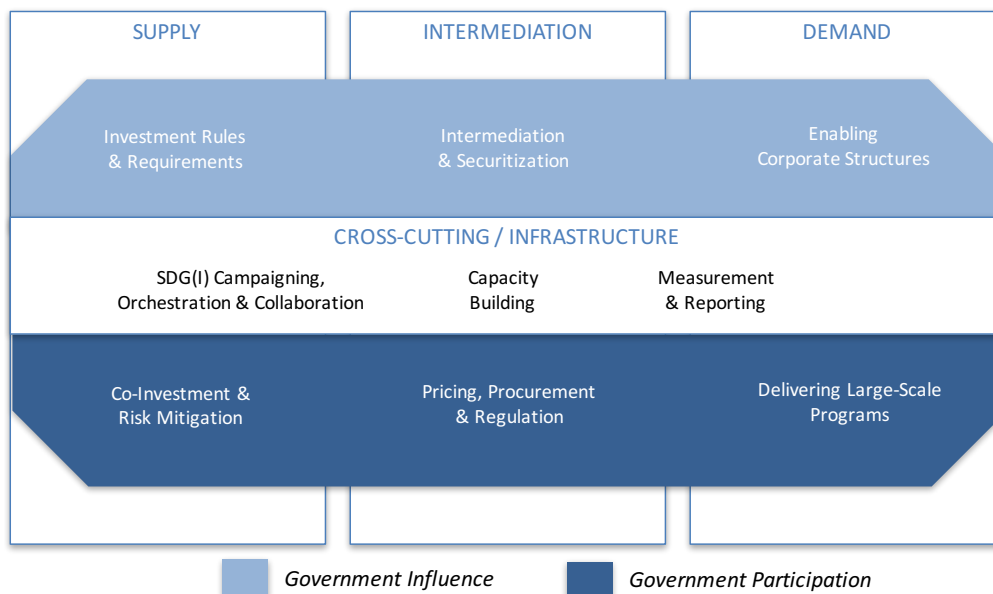 SUPPLY
INTERMEDIATION
DEMAND
Investment Rules
& Requirements
Intermediation
& Securitization
Enabling
Corporate Structures
CROSS-CUTTING / INFRASTRUCTURE
SDG(I) Campaigning,
Orchestration & Collaboration
Capacity
Building
Measurement
& Reporting
Co-Investment &
Risk Mitigation
Pricing, Procurement
& Regulation
Delivering Large-Scale
Programs
Government Influence
Government Participation